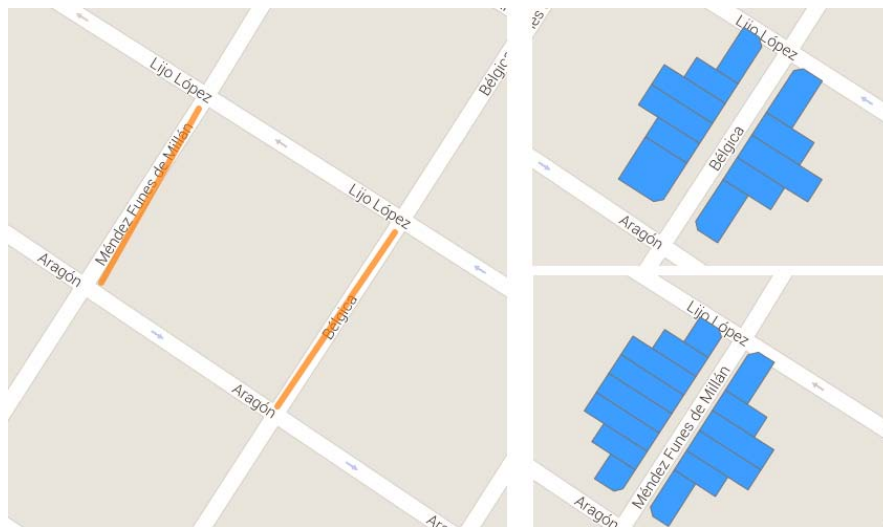 Lijo López
Bélgica
Méndez Funes de Millán
Lijo López
Aragón
Bélgica
Aragón
Lijo López
Bélgica
Aragón
Lijo López
Méndez Funes de Millán
Aragón